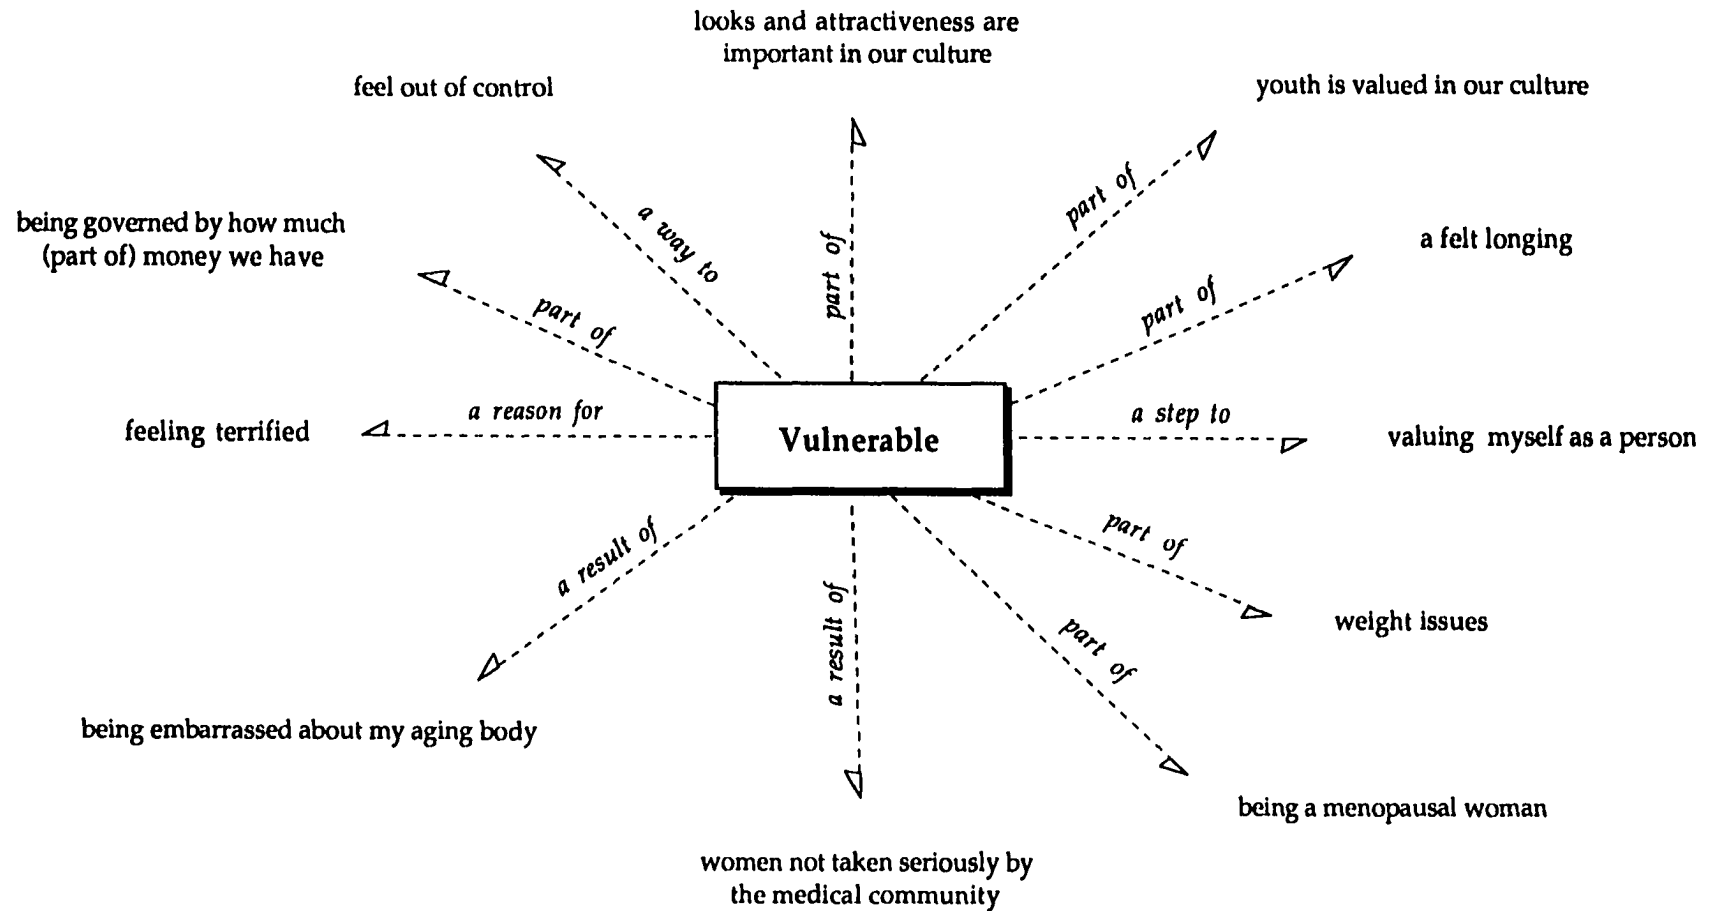 looks and attractiveness are
important in our culture
feel out of control
youth is valued in our culture
a way to
part of
part of
being governed by how much
(part of) money we have
a felt longing
part of
part of
feeling terrified
a reason for
Vulnerable
a step to
valuing myself as a person
a result of
a result of
part of
part of
weight issues
being embarrassed about my aging body
being a menopausal woman
women not taken seriously by
the medical community